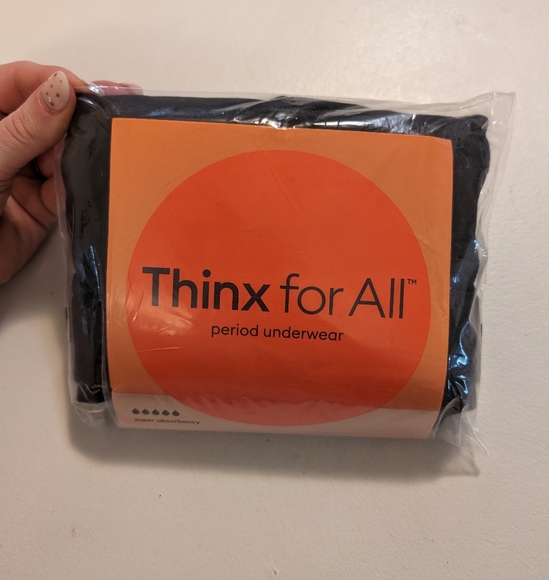 Thinx for All™
period underwear
super absorbency